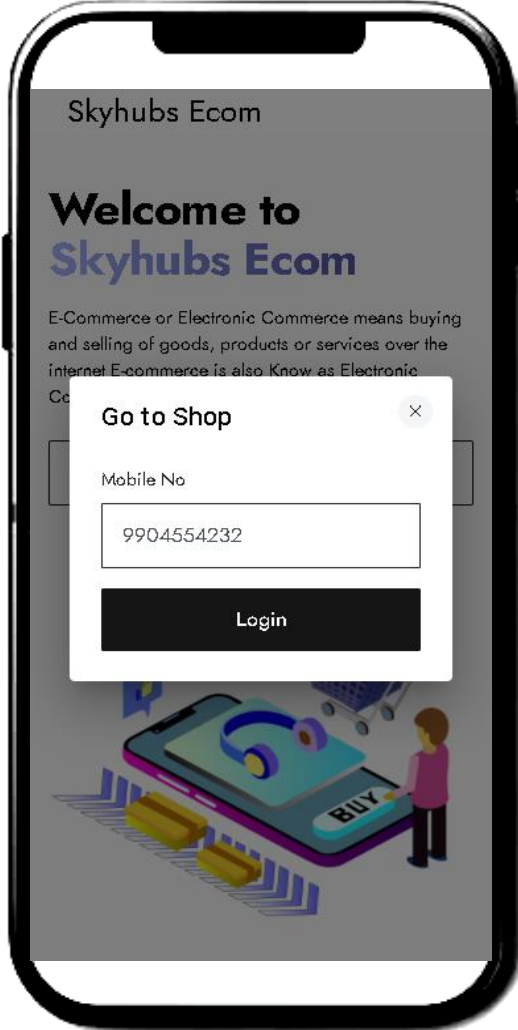 Skyhubs Ecom
Welcome to
Skyhubs Ecom
E-Commerce or Electronic Commerce means buying
and selling of goods, products or services over the
internet E-commerce is also Know as Electronic
Go to Shop
Mobile No
9904554232
Login
BUY